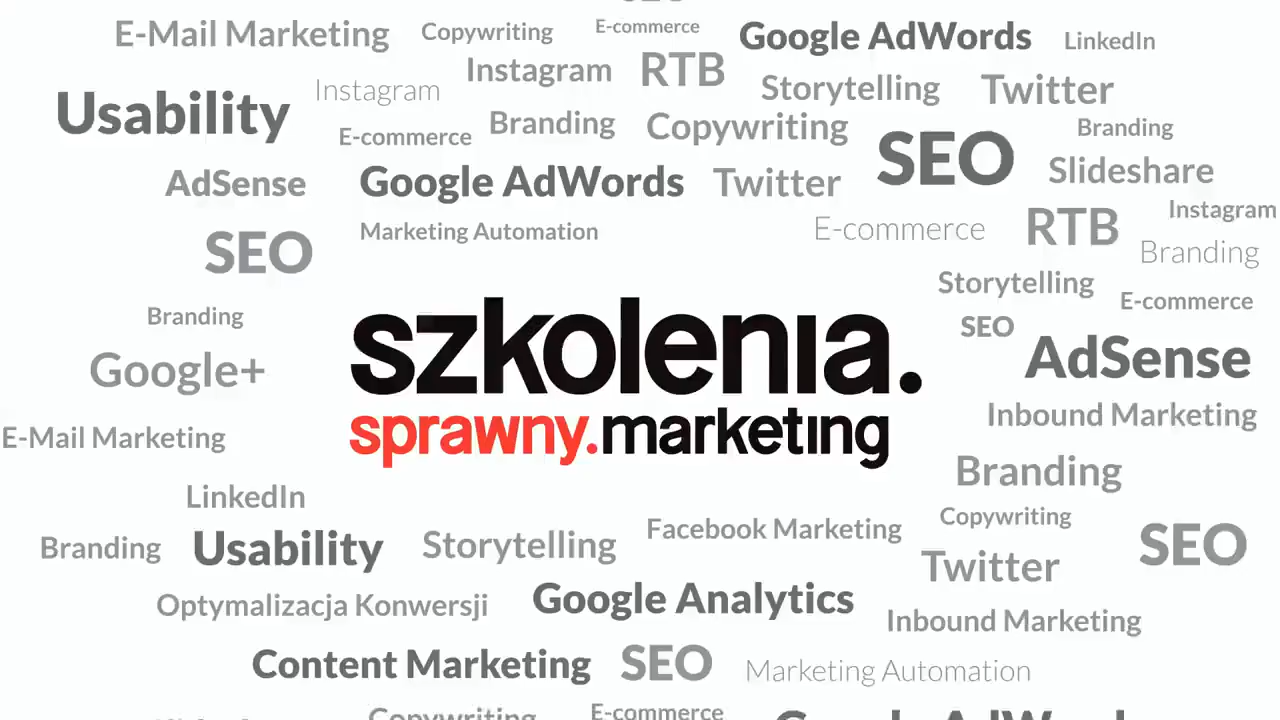 E-Mail Marketing
Copywriting
E-commerce
Google AdWords
LinkedIn
Instagram
RTB
Storytelling
Twitter
Usability
Instagram
E-commerce
Branding
Copywriting
SEO
Branding
Slideshare
AdSense
Google AdWords
Twitter
Instagram
SEO
Marketing Automation
E-commerce
RTB
Branding
Storytelling
E-commerce
Branding
SEO
AdSense
Google+
szkolenia.
sprawny.marketing
Inbound Marketing
E-Mail Marketing
Branding
LinkedIn
Copywriting
Branding
Usability
Storytelling
Facebook Marketing
Twitter
SEO
Optymalizacja Konwersji
Google Analytics
Inbound Marketing
Content Marketing
SEO
Marketing Automation
Copywriting
E-commerce
Google AdWords